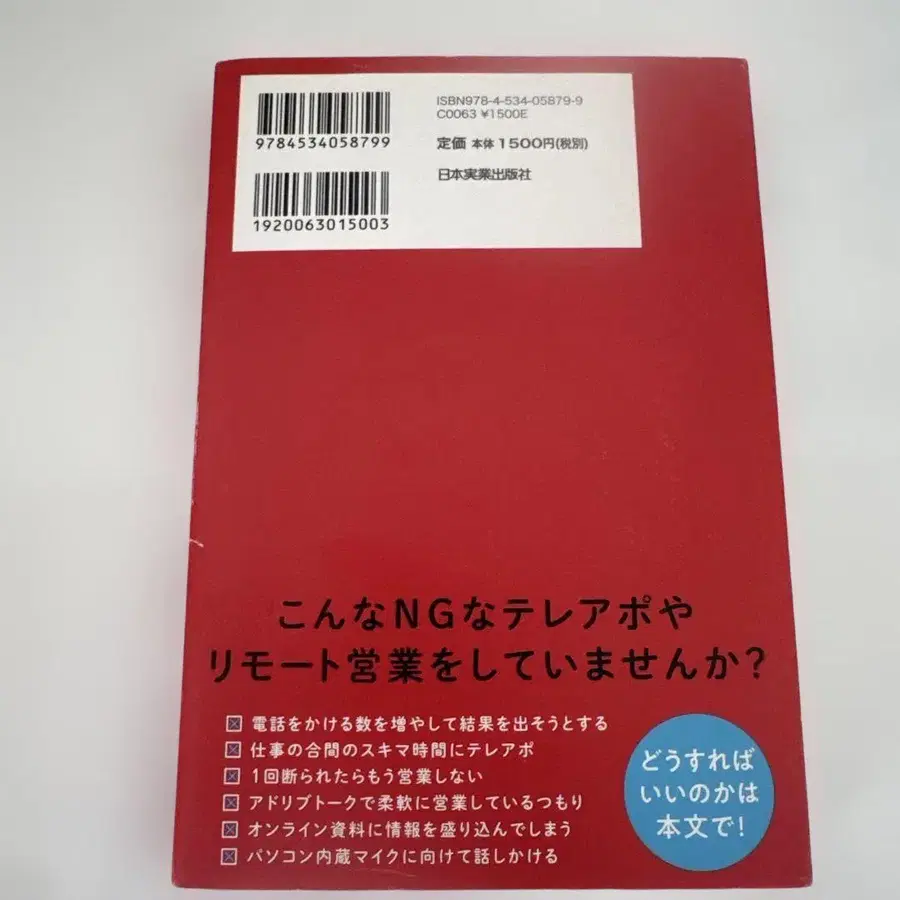 ISBN978-4-534-05879-9
C0063 ¥1500E
定価 本体1500円(税別)
日本実業出版社
9784534058799
1920063015003
こんなNGなテレアポや
リモート営業をしていませんか?
電話をかける数を増やして結果を出そうとする
仕事の合間のスキマ時間にテレアポ
1回断られたらもう営業しない
アドリブトークで柔軟に営業しているつもり
オンライン資料に情報を盛り込んでしまう
パソコン内蔵マイクに向けて話しかける
どうすれば
いいのかは
本文で!